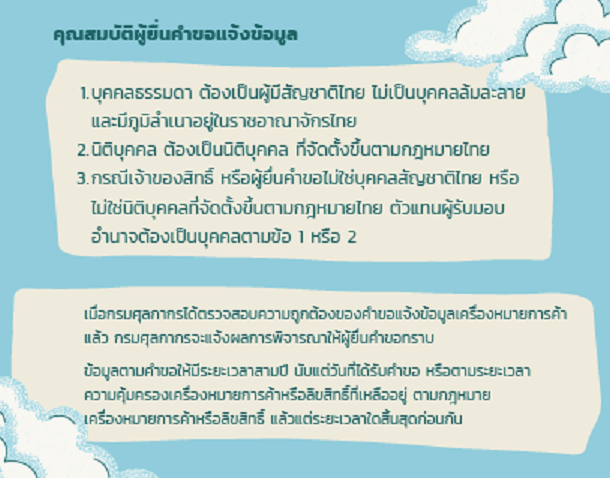 คุณสมบัติผู้ยื่นคำขอแจ้งข้อมูล
1.บุคคลธรรมดา ต้องเป็นผู้มีสัญชาติไทย ไม่เป็นบุคคลล้มละลาย
และมีภูมิลำเนาอยู่ในราชอาณาจักรไทย
2.นิติบุคคล ต้องเป็นนิติบุคคล ที่จัดตั้งขึ้นตามกฎหมายไทย
3.กรณีเจ้าของสิทธิ์ หรือผู้ยื่นคำขอไม่ใช่บุคคลสัญชาติไทย หรือ
ไม่ใช่นิติบุคคลที่จัดตั้งขึ้นตามกฎหมายไทย ตัวแทนผู้รับมอบ
อำนาจต้องเป็นบุคคลตามข้อ 1 หรือ 2
เมื่อกรมศุลกากรได้ตรวจสอบความถูกต้องของคำขอแจ้งข้อมูลเครื่องหมายการค้า
แล้ว กรมศุลกากรจะแจ้งผลการพิจารณาให้ผู้ยื่นคำขอทราบ
ข้อมูลตามคำขอให้มีระยะเวลาสามปี นับแต่วันที่ได้รับคำขอ หรือตามระยะเวลา
ความคุ้มครองเครื่องหมายการค้าหรือลิขสิทธิ์ที่เหลืออยู่ ตามกฎหมาย
เครื่องหมายการค้าหรือลิขสิทธิ์ แล้วแต่ระยะเวลาใดสิ้นสุดก่อนกัน